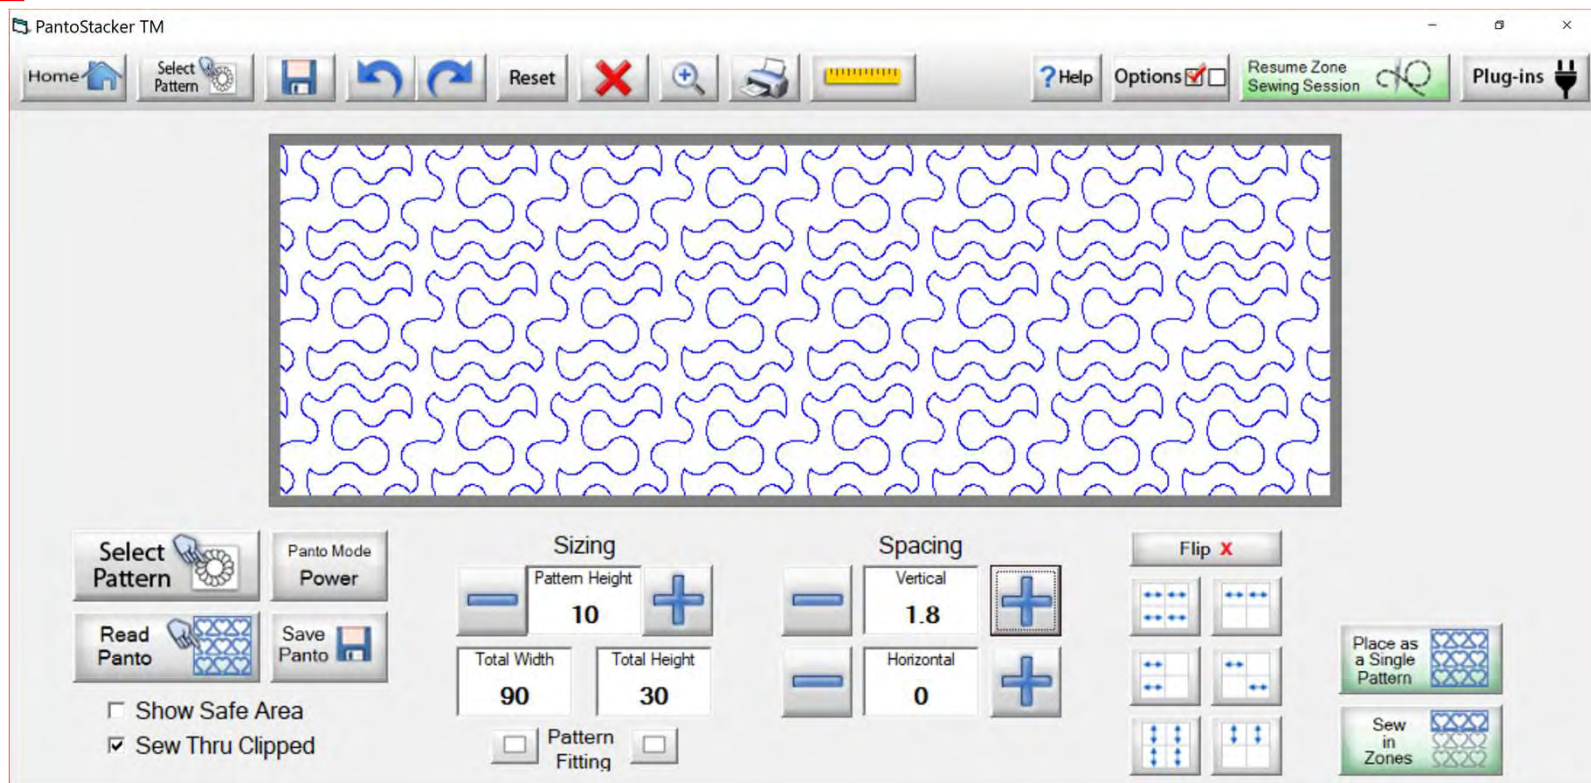 PantoStacker TM
Home
Select
Pattern
Reset
?Help
Options
Resume Zone
Sewing Session
Plug-ins
Select
Pattern
Panto Mode
Power
Read
Panto
Save
Panto
Show Safe Area
Sew Thru Clipped
Sizing
Pattern Height
10
Total Width
90
Total Height
30
Pattern
Fitting
Spacing
Vertical
1.8
Horizontal
0
Flip X
Place as
a Single
Pattern
Sew
in
Zones